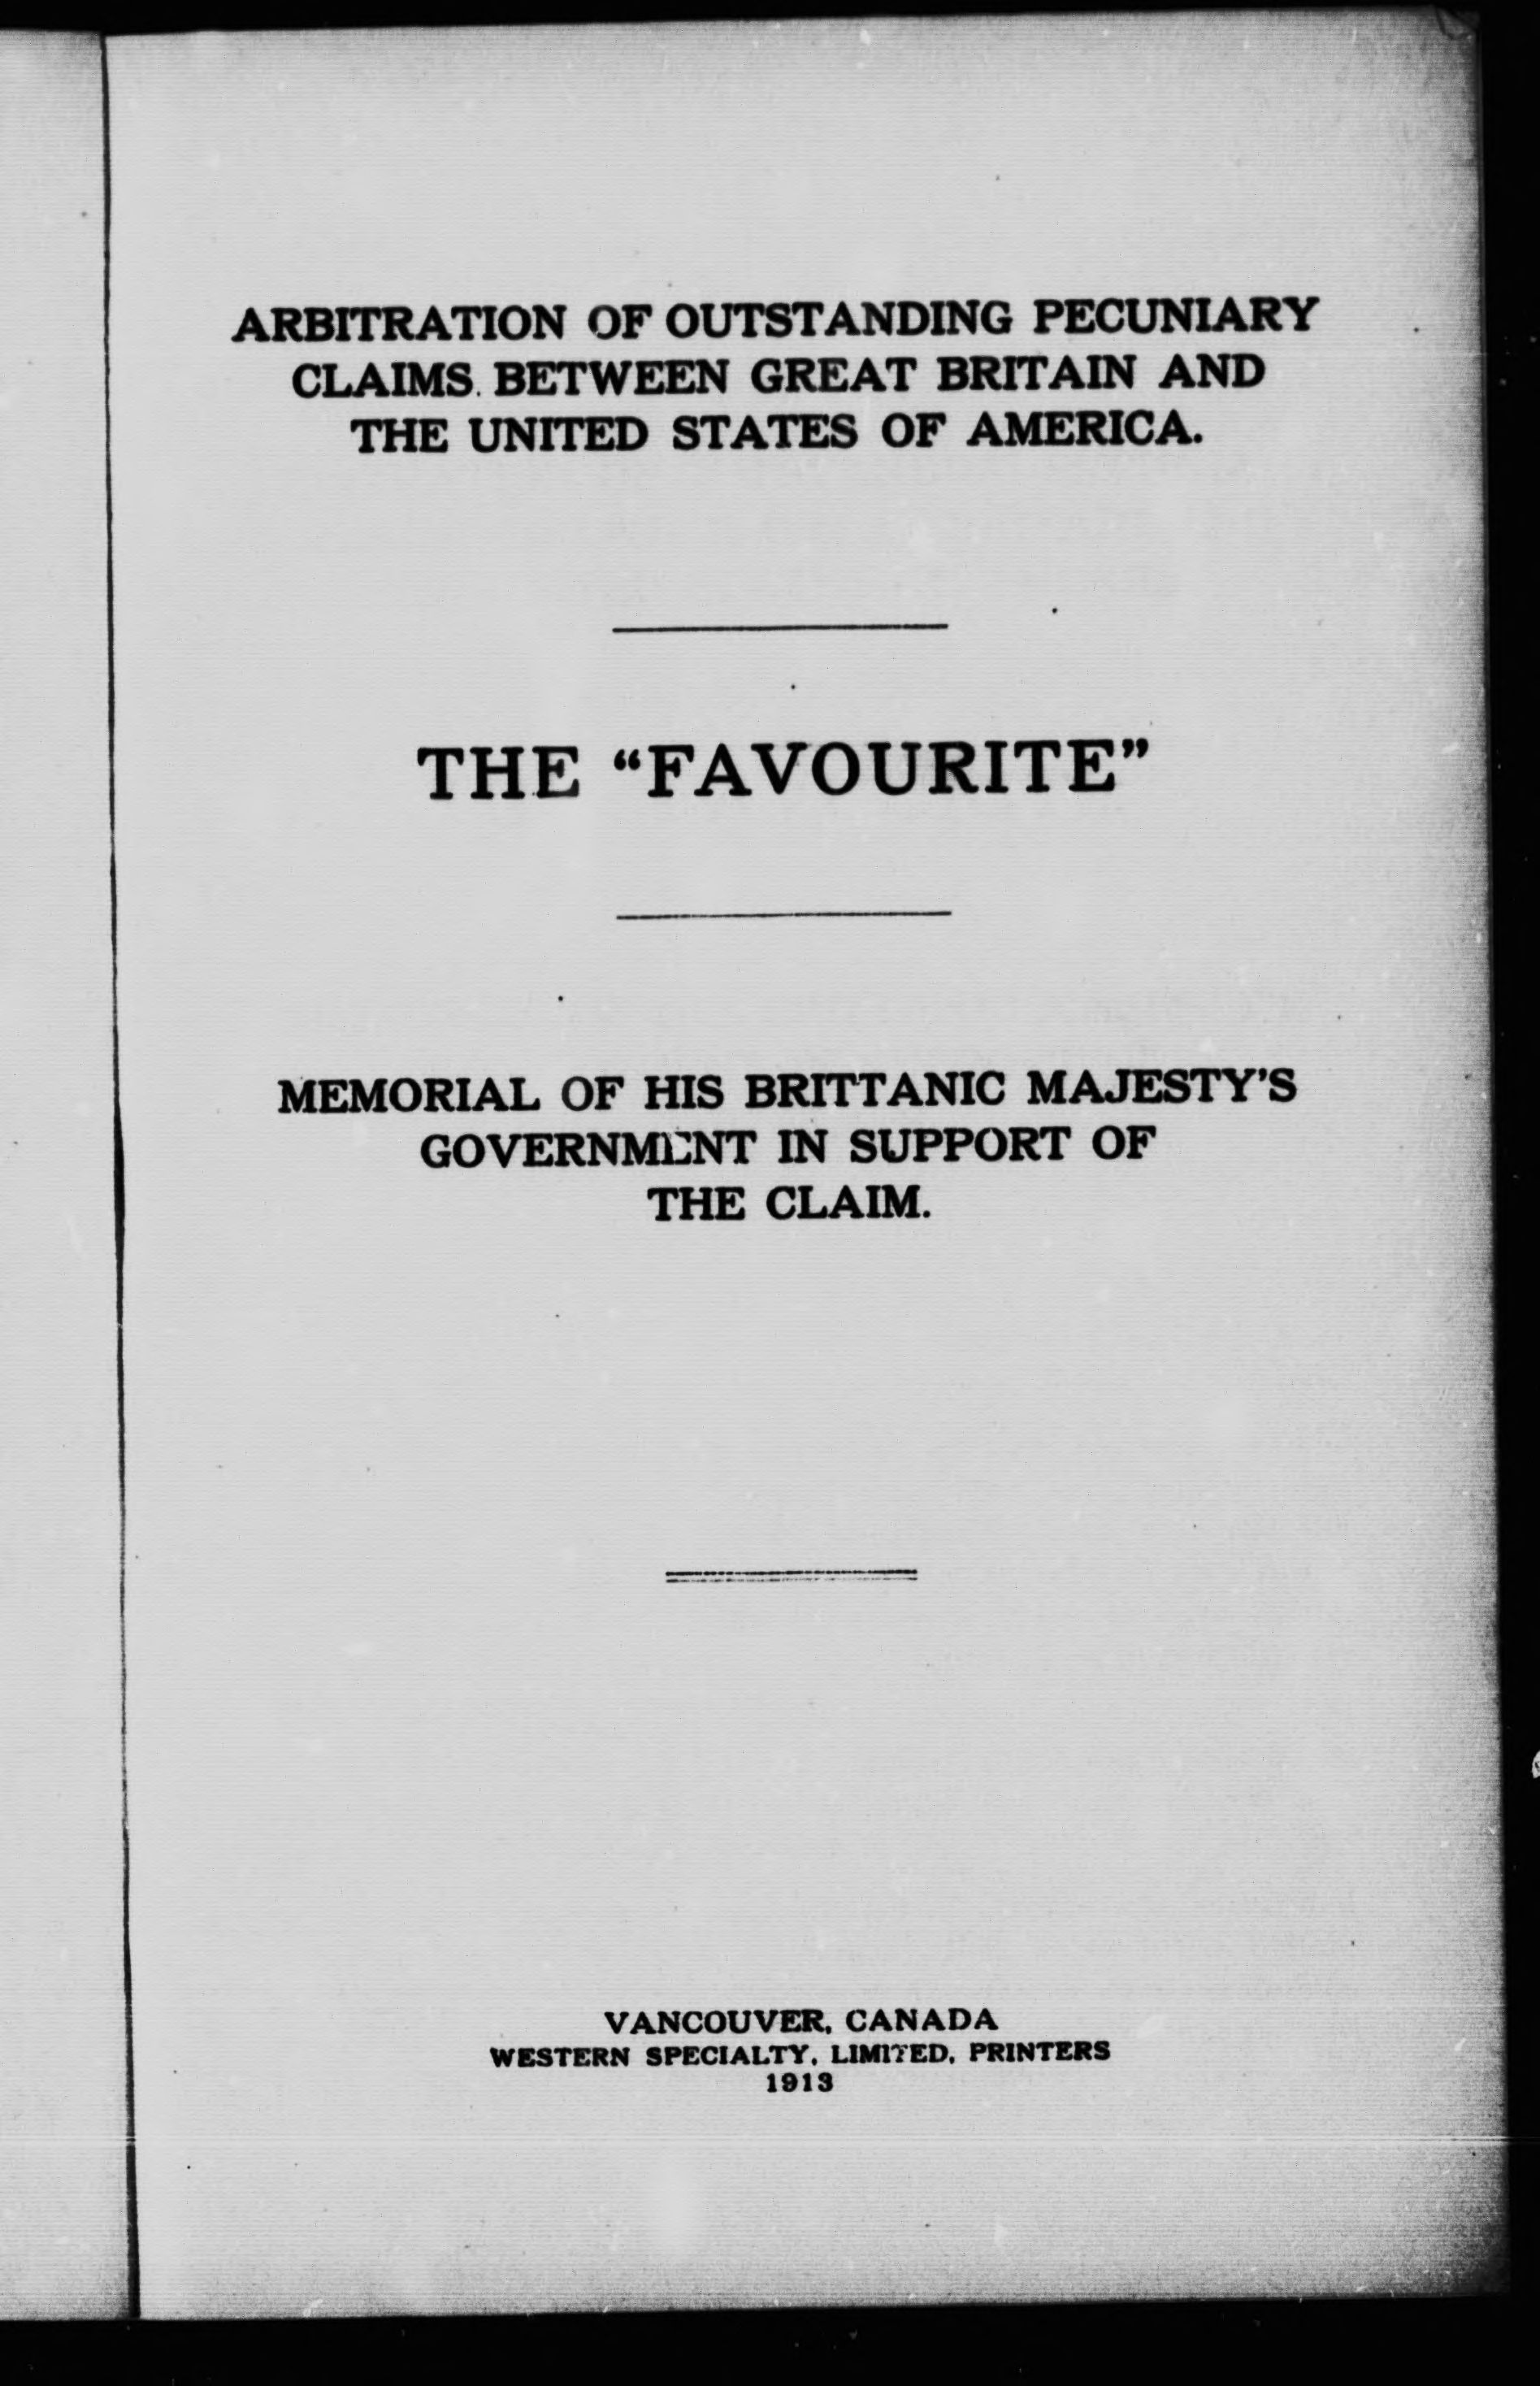 ARBITRATION OF OUTSTANDING PECUNIARY
CLAIMS. BETWEEN GREAT BRITAIN AND
THE UNITED STATES OF AMERICA.
THE “FAVOURITE”
MEMORIAL OF HIS BRITTANIC MAJESTY’S
GOVERNMENT IN SUPPORT OF
THE CLAIM.
VANCOUVER, CANADA
WESTERN SPECIALTY, LIMITED, PRINTERS
1913